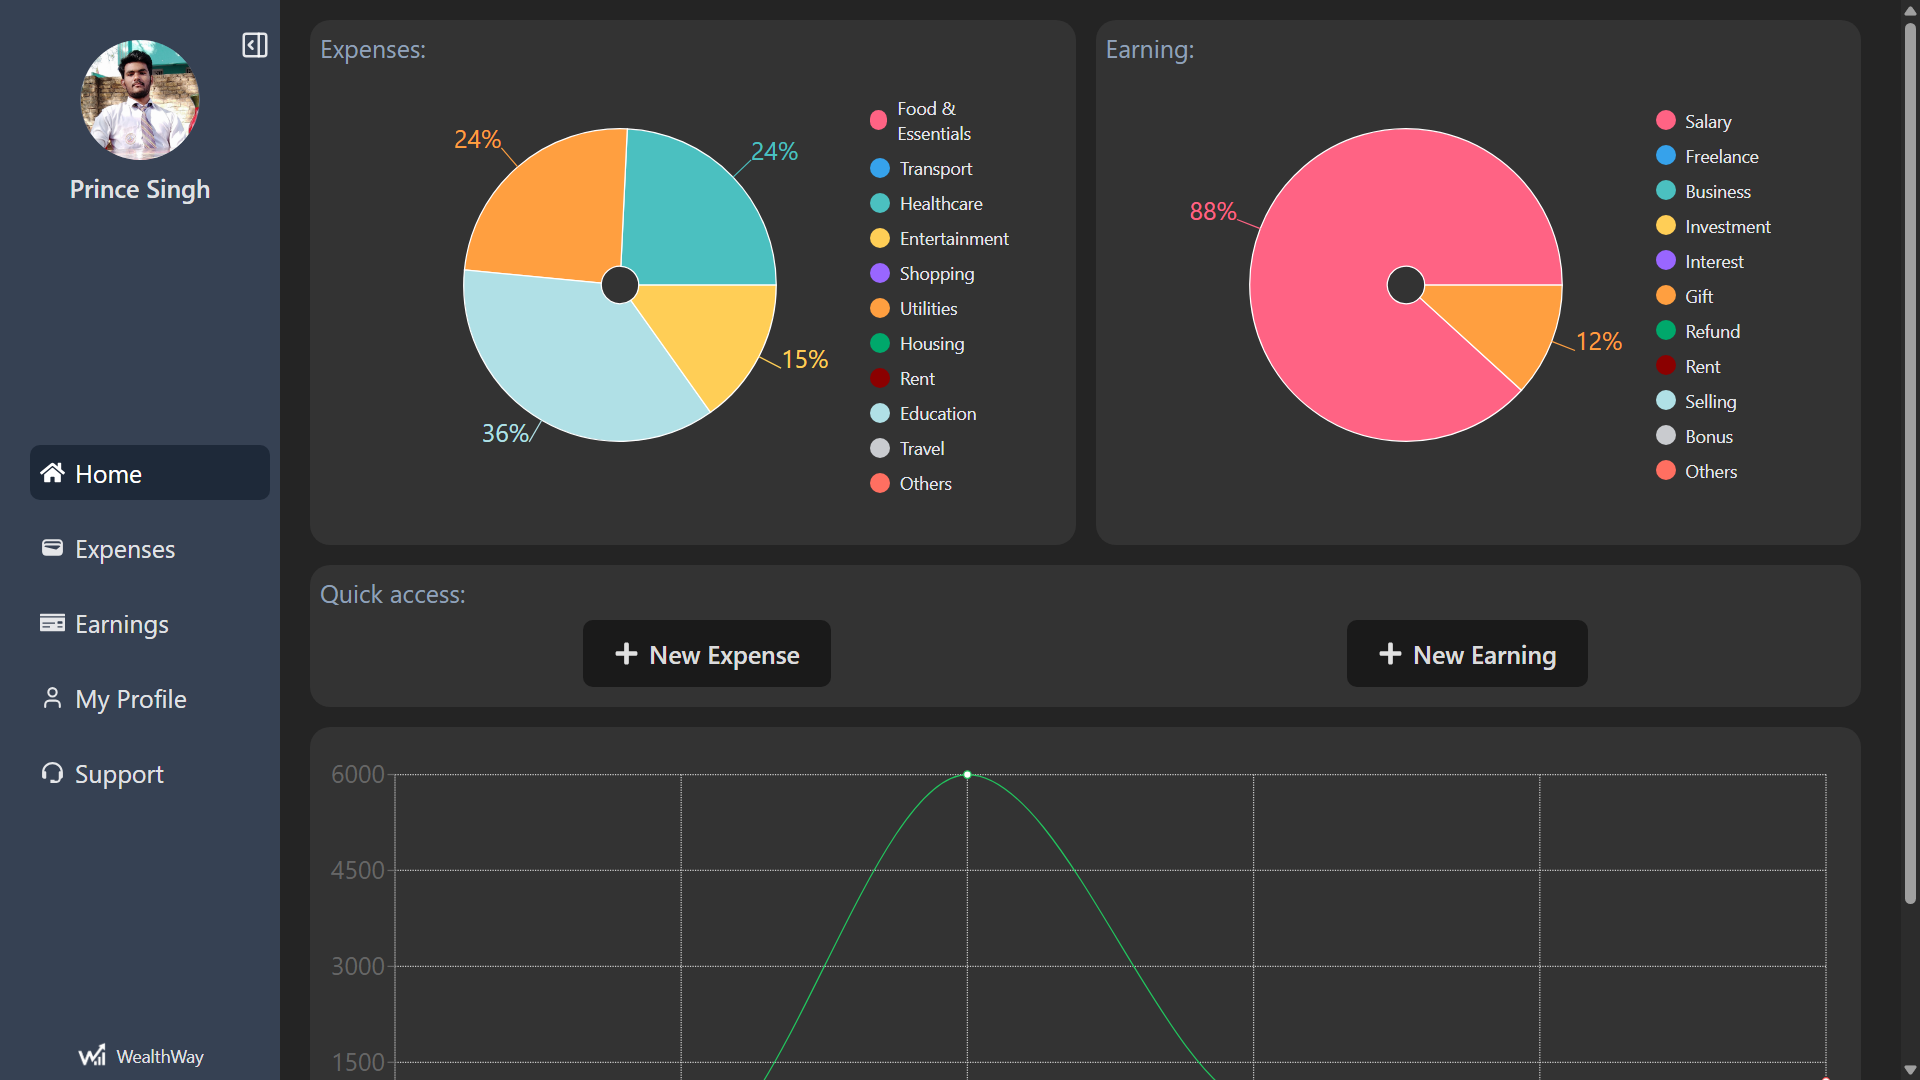 Prince Singh
Home
Expenses
Earnings
My Profile
Support
WealthWay
Expenses:
24%
24%
15%
36%
Food &
Essentials
Transport
Healthcare
Entertainment
Shopping
Utilities
Housing
Rent
Education
Travel
Others
Earning:
88%
12%
Salary
Freelance
Business
Investment
Interest
Gift
Refund
Rent
Selling
Bonus
Others
Quick access:
New Expense
New Earning
6000
4500
3000
1500